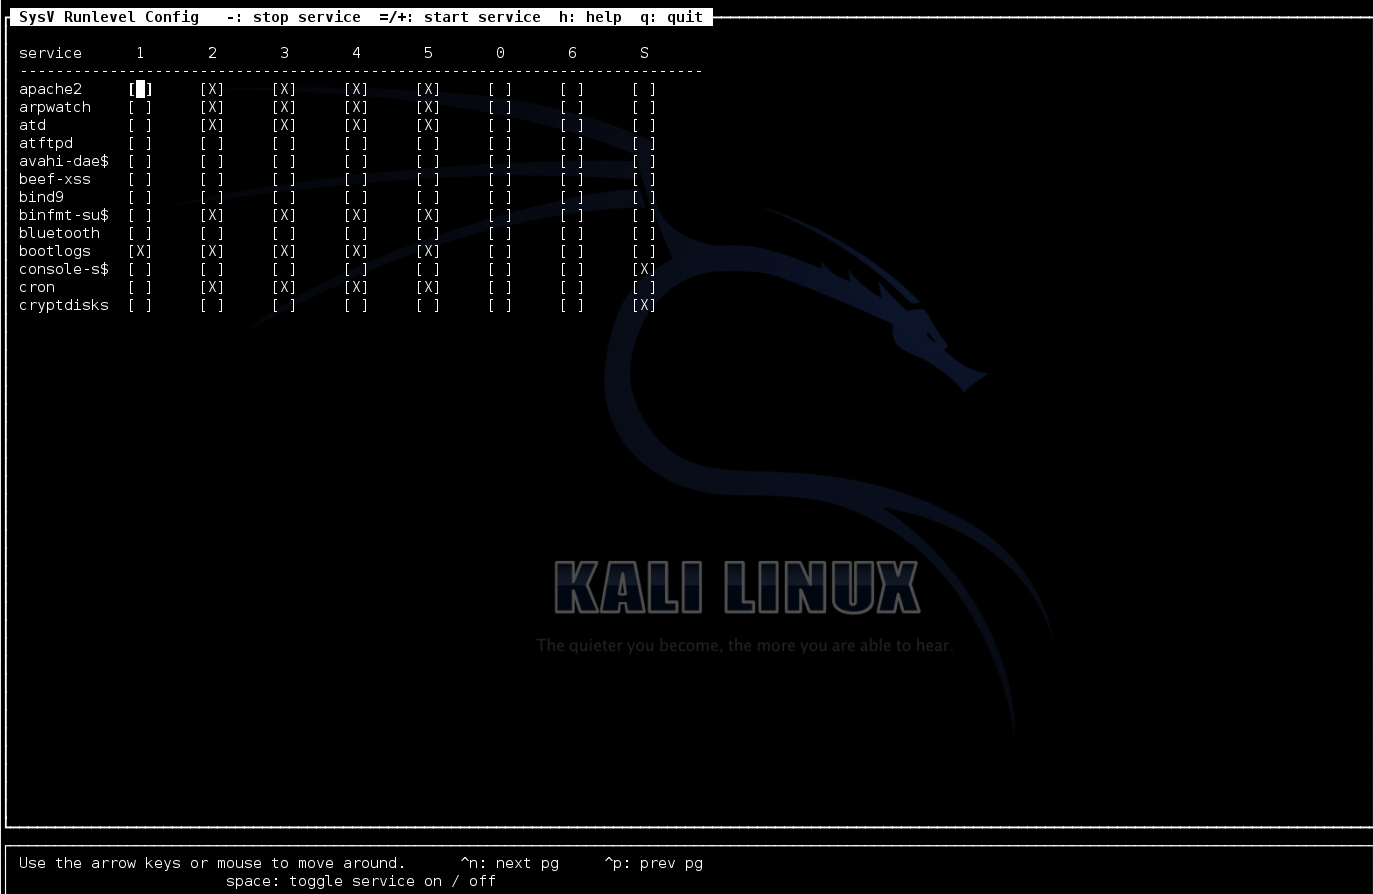 SysV Runlevel Config   -: stop service  =/+: start service  h: help  q: quit
service      1       2       3       4       5       0       6       S
----------------------------------------------------------------------------
apache2     [ ]     [X]     [X]     [X]     [X]     [ ]     [ ]     [ ]
arpwatch    [ ]     [X]     [X]     [X]     [X]     [ ]     [ ]     [ ]
atd         [ ]     [X]     [X]     [X]     [X]     [ ]     [ ]     [ ]
atftpd      [ ]     [ ]     [ ]     [ ]     [ ]     [ ]     [ ]     [ ]
avahi-dae$  [ ]     [ ]     [ ]     [ ]     [ ]     [ ]     [ ]     [ ]
beef-xss    [ ]     [ ]     [ ]     [ ]     [ ]     [ ]     [ ]     [ ]
bind9       [ ]     [ ]     [ ]     [ ]     [ ]     [ ]     [ ]     [ ]
binfmt-su$  [ ]     [X]     [X]     [X]     [X]     [ ]     [ ]     [ ]
bluetooth   [ ]     [ ]     [ ]     [ ]     [ ]     [ ]     [ ]     [ ]
bootlogs    [X]     [X]     [X]     [X]     [X]     [ ]     [ ]     [ ]
console-s$  [ ]     [ ]     [ ]     [ ]     [ ]     [ ]     [ ]     [X]
cron        [ ]     [X]     [X]     [X]     [X]     [ ]     [ ]     [ ]
cryptdisks  [ ]     [ ]     [ ]     [ ]     [ ]     [ ]     [ ]     [X]
KALI LINUX
The quieter you become, the more you are able to hear.
Use the arrow keys or mouse to move around.      ^n: next pg     ^p: prev pg
space: toggle service on / off